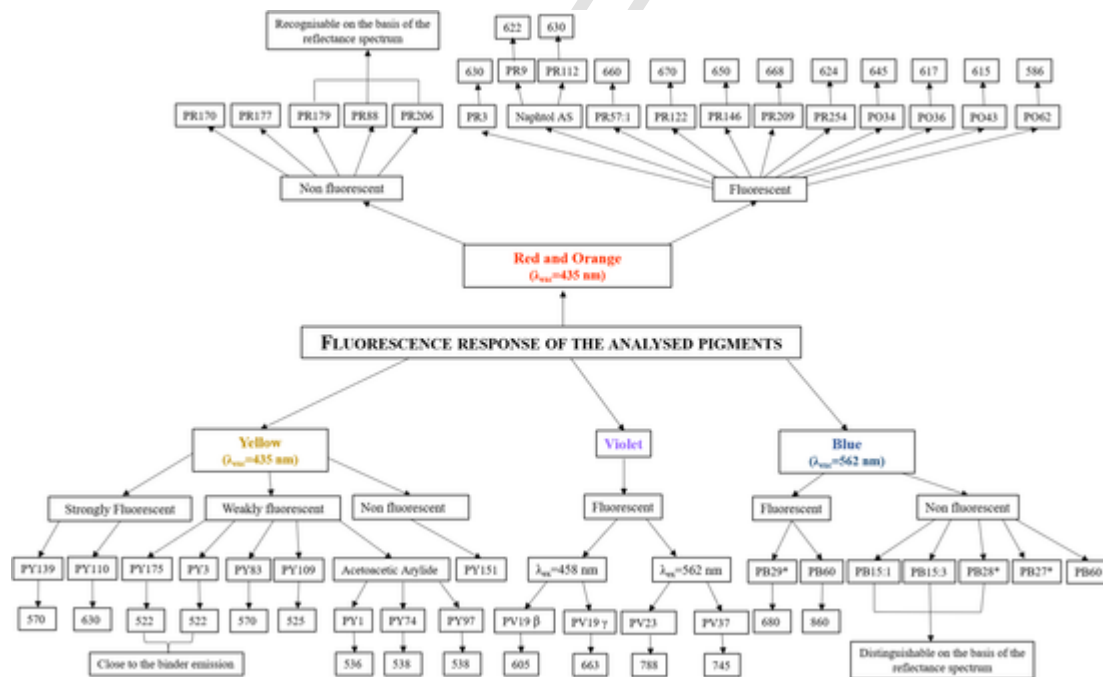 Recognisable on the basis of the
reflectance spectrum
622
630
630
PR9
PR112
660
670
650
668
624
645
617
615
586
PR170
PR177
PR179
PR88
PR206
PR3
Naphtol AS
PR57:1
PR122
PR146
PR209
PR254
PO34
PO36
PO43
PO62
Non fluorescent
Fluorescent
Red and Orange
(λexc=435 nm)
FLUORESCENCE RESPONSE OF THE ANALYSED PIGMENTS
Yellow
(λexc=435 nm)
Violet
Blue
(λexc=562 nm)
Strongly Fluorescent
Weakly fluorescent
Non fluorescent
Fluorescent
Fluorescent
Non fluorescent
PY139
PY110
PY175
PY3
PY83
PY109
Acetoacetic Arylide
PY151
λex=458 nm
λex=562 nm
PB29*
PB60
PB15:1
PB15:3
PB28*
PB27*
PB60
570
630
522
522
570
525
PY1
PY74
PY97
PV19 β
PV19 γ
PV23
PV37
680
860
Close to the binder emission
536
538
538
605
663
788
745
Distinguishable on the basis of the
reflectance spectrum